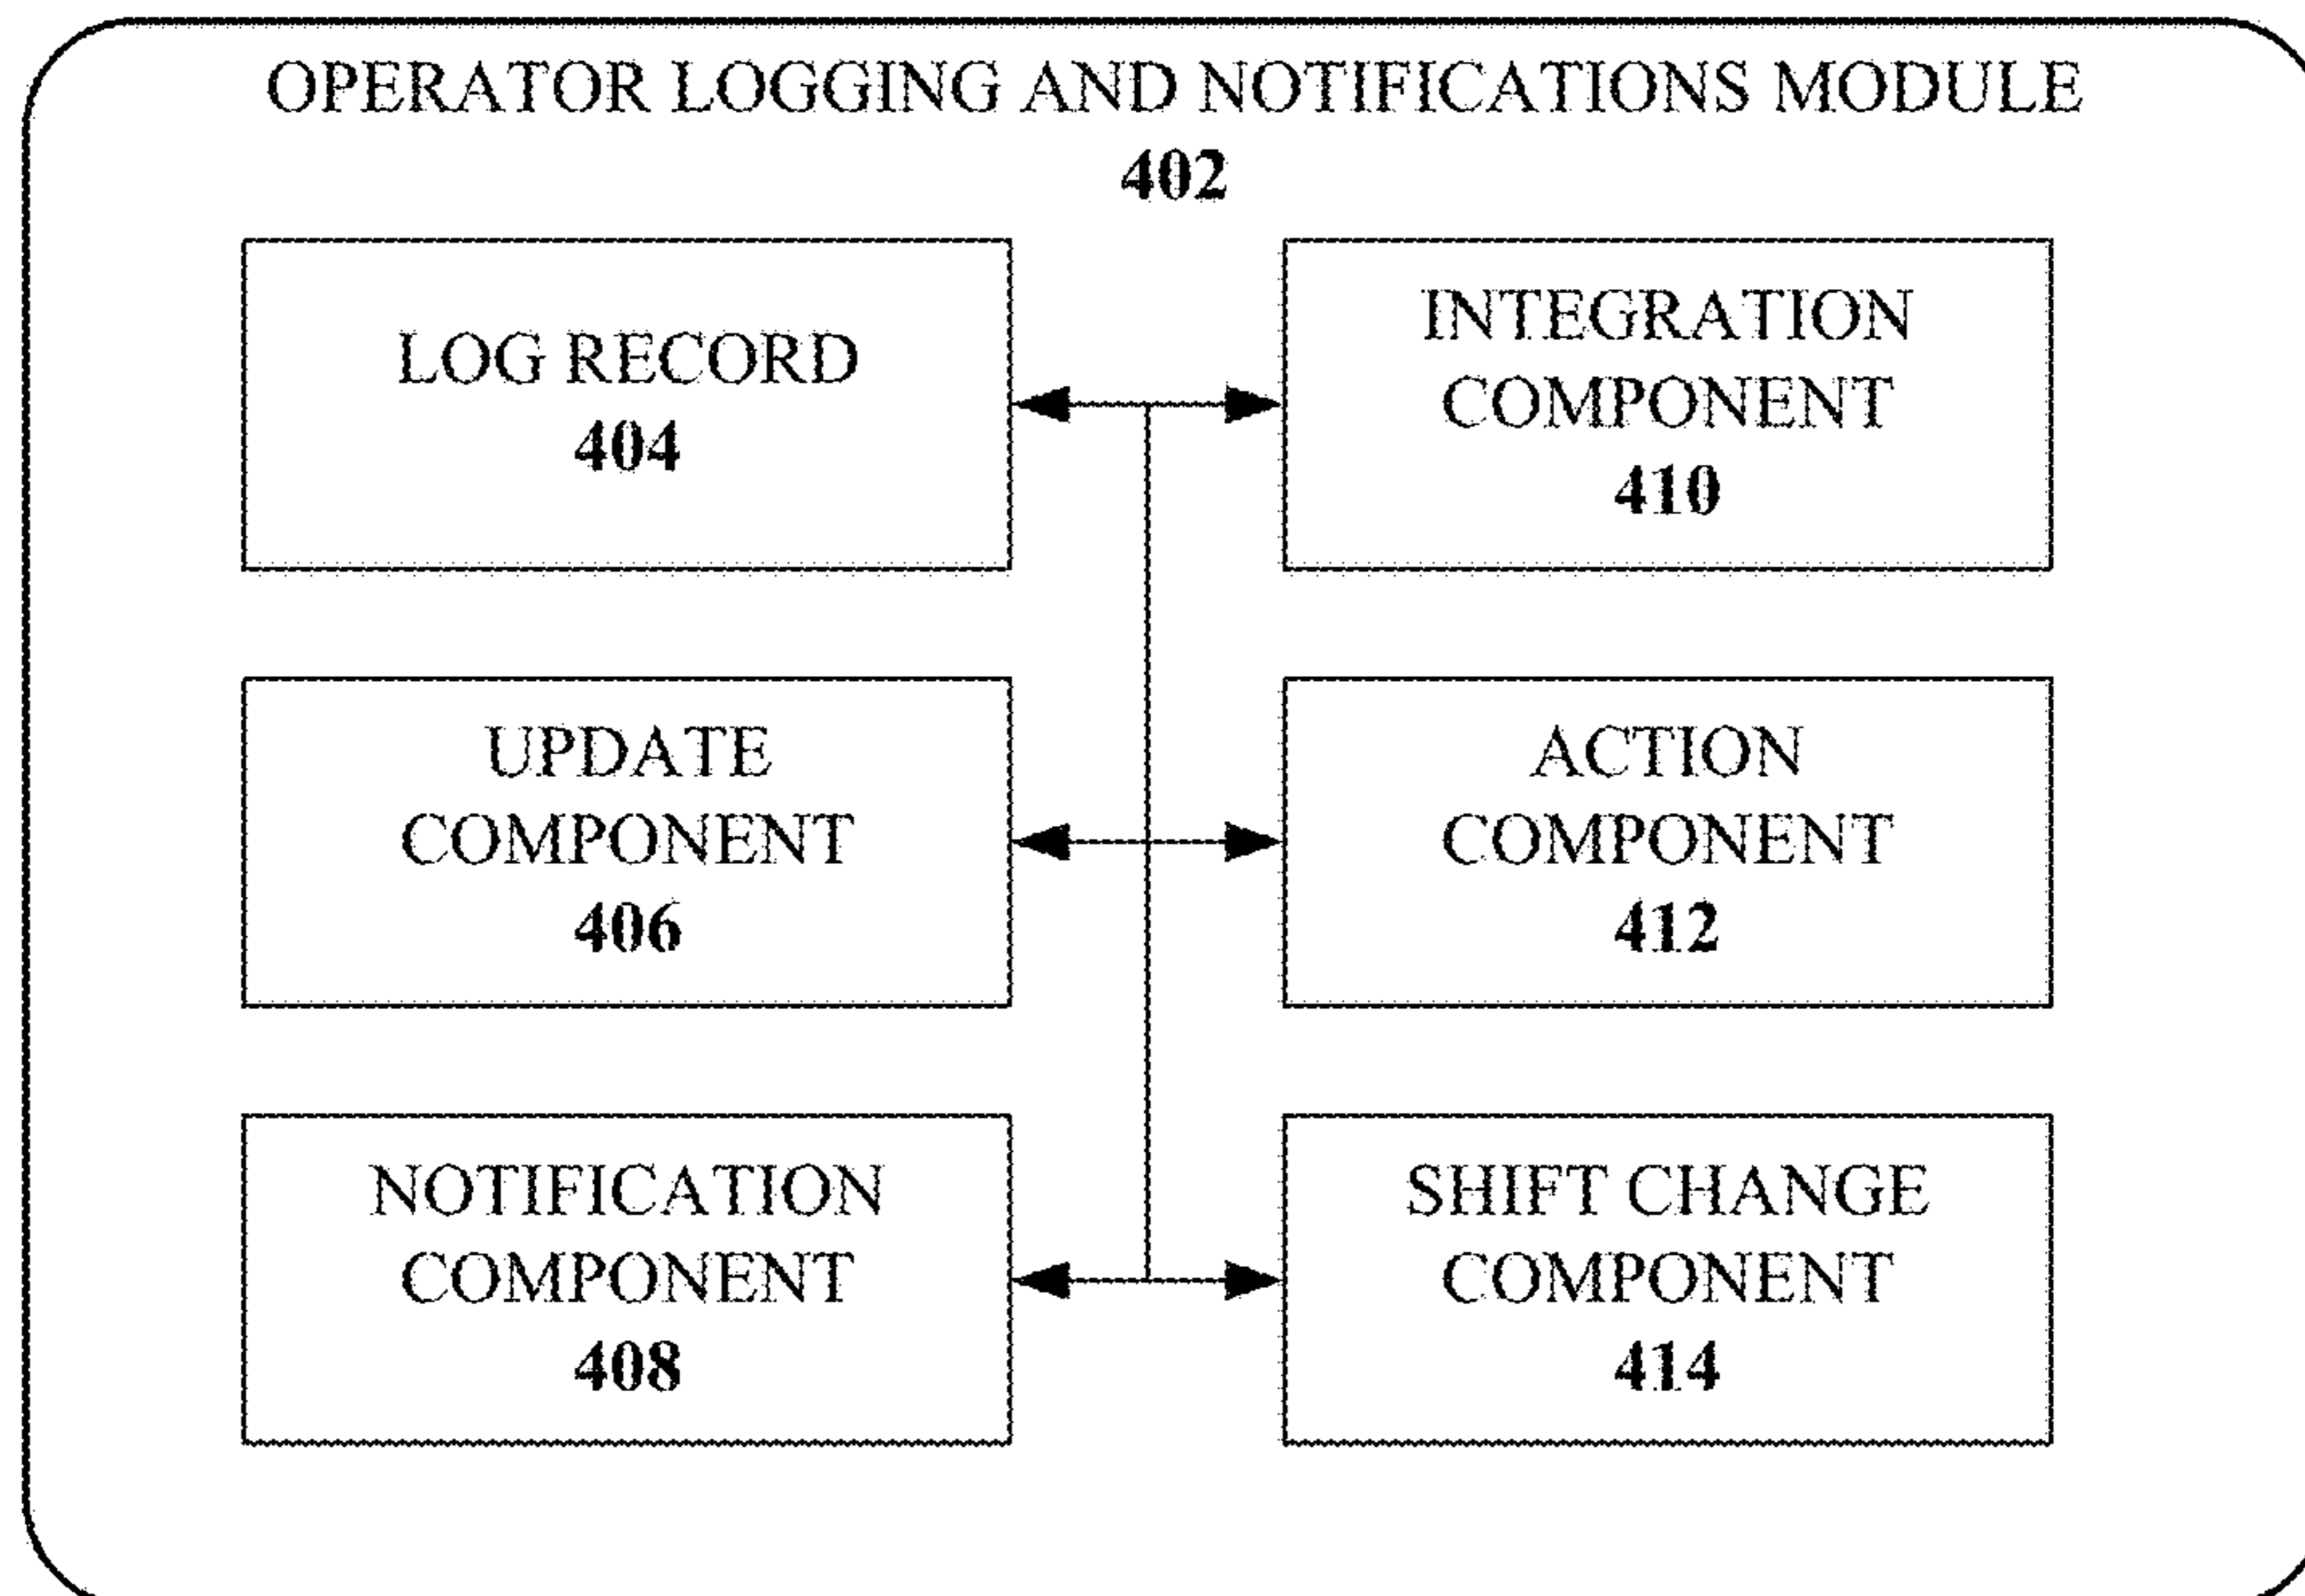 OPERATOR LOGGING AND NOTIFICATIONS MODULE
402
LOG RECORD
404
INTEGRATION
COMPONENT
410
UPDATE
COMPONENT
406
ACTION
COMPONENT
412
NOTIFICATION
COMPONENT
408
SHIFT CHANGE
COMPONENT
414